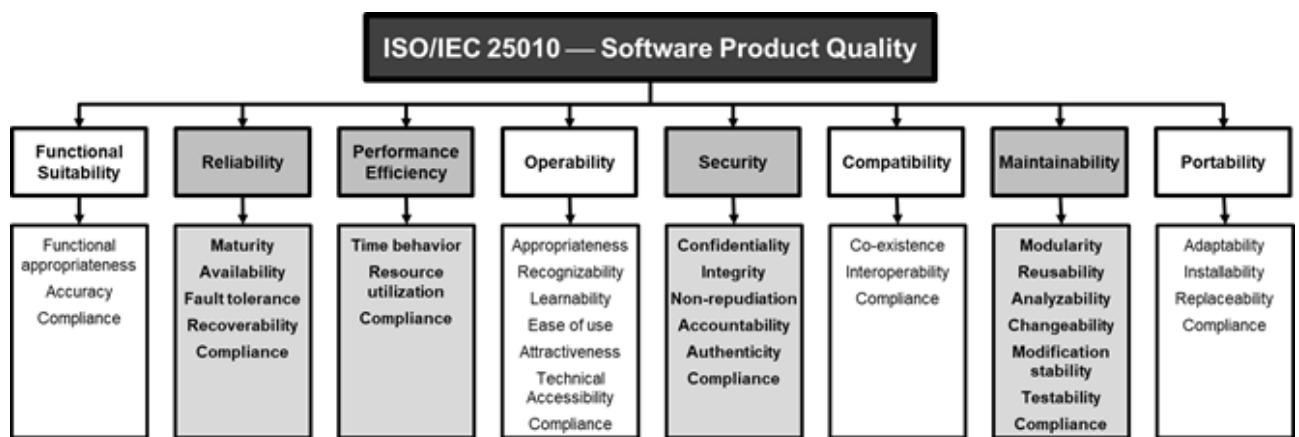 ISO/IEC 25010 — Software Product Quality
Functional
Suitability
Reliability
Performance
Efficiency
Operability
Security
Compatibility
Maintainability
Portability
Functional
appropriateness
Accuracy
Compliance
Maturity
Availability
Fault tolerance
Recoverability
Compliance
Time behavior
Resource
utilization
Compliance
Appropriateness
Recognizability
Learnability
Ease of use
Attractiveness
Technical
Accessibility
Compliance
Confidentiality
Integrity
Non-repudiation
Accountability
Authenticity
Compliance
Co-existence
Interoperability
Compliance
Modularity
Reusability
Analyzability
Changeability
Modification
stability
Testability
Compliance
Adaptability
Installability
Replaceability
Compliance